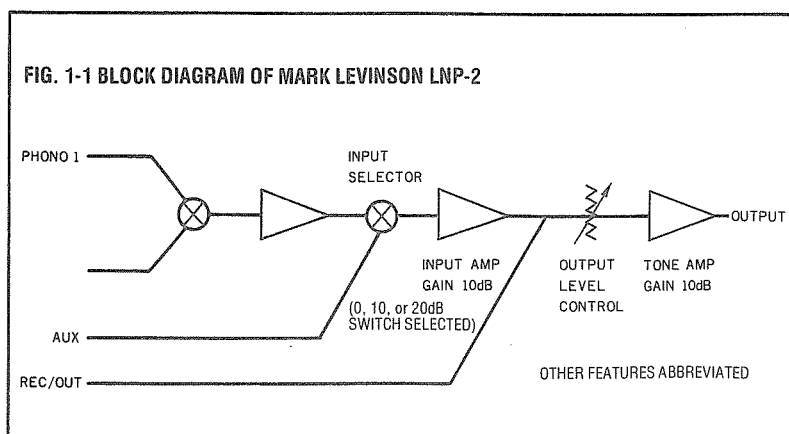 FIG. 1-1 BLOCK DIAGRAM OF MARK LEVINSON LNP-2
PHONO 1
INPUT
SELECTOR
OUTPUT
INPUT AMP
GAIN 10dB
(0, 10, or 20dB
SWITCH SELECTED)
OUTPUT
LEVEL
CONTROL
TONE AMP
GAIN 10dB
AUX
REC/OUT
OTHER FEATURES ABBREVIATED